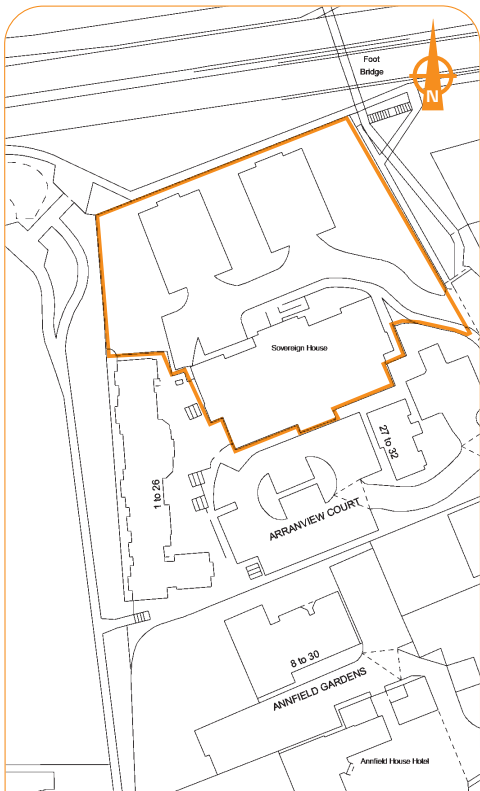 Foot
Bridge
N
Sovereign House
27 to 32
1 to 26
ARRANVIEW COURT
8 to 30
ANNFIELD GARDENS
Annfield House Hotel